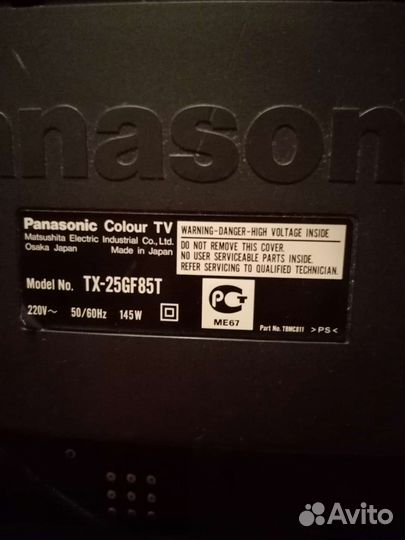 anason
Panasonic Colour TV
Matsushita Electric Industrial Co., Ltd.
Osaka Japan Made in Japan
WARNING-DANGER-HIGH VOLTAGE INSIDE
DO NOT REMOVE THIS COVER.
NO USER SERVICEABLE PARTS INSIDE.
REFER SERVICING TO QUALIFIED TECHNICIAN.
Model No. TX-25GF85T
220V~ 50/60Hz 145W
РСТ
ME67
Part No. TBMC811 >PS<
Avito